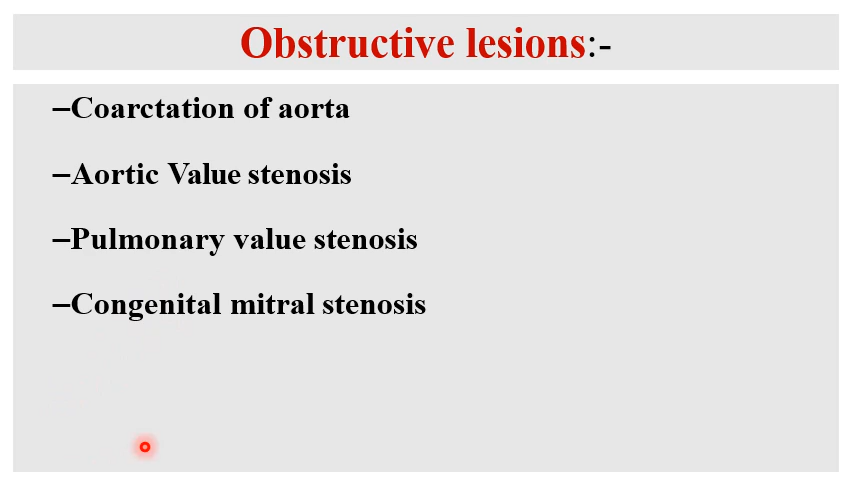 Obstructive lesions:-
–Coarctation of aorta
–Aortic Value stenosis
–Pulmonary value stenosis
–Congenital mitral stenosis